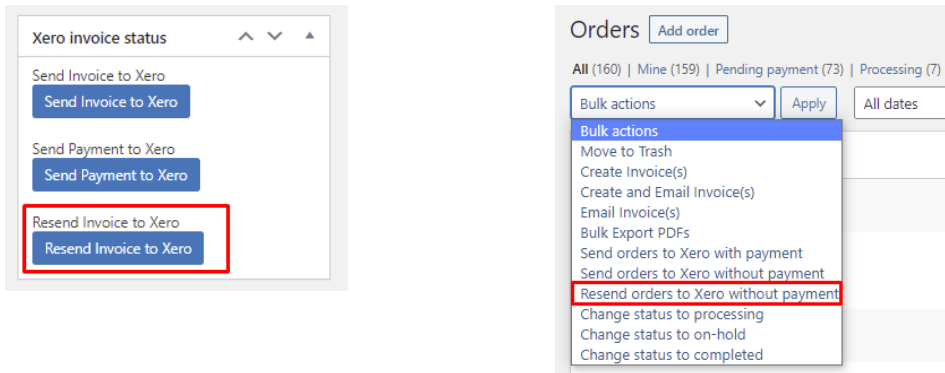 Xero invoice status
Send Invoice to Xero
Send Invoice to Xero
Send Payment to Xero
Send Payment to Xero
Resend Invoice to Xero
Resend Invoice to Xero
Orders Add order
All (160) | Mine (159) | Pending payment (73) | Processing (7)
Bulk actions Apply All dates
Bulk actions
Move to Trash
Create Invoice(s)
Create and Email Invoice(s)
Email Invoice(s)
Bulk Export PDFs
Send orders to Xero with payment
Send orders to Xero without payment
Resend orders to Xero without payment
Change status to processing
Change status to on-hold
Change status to completed